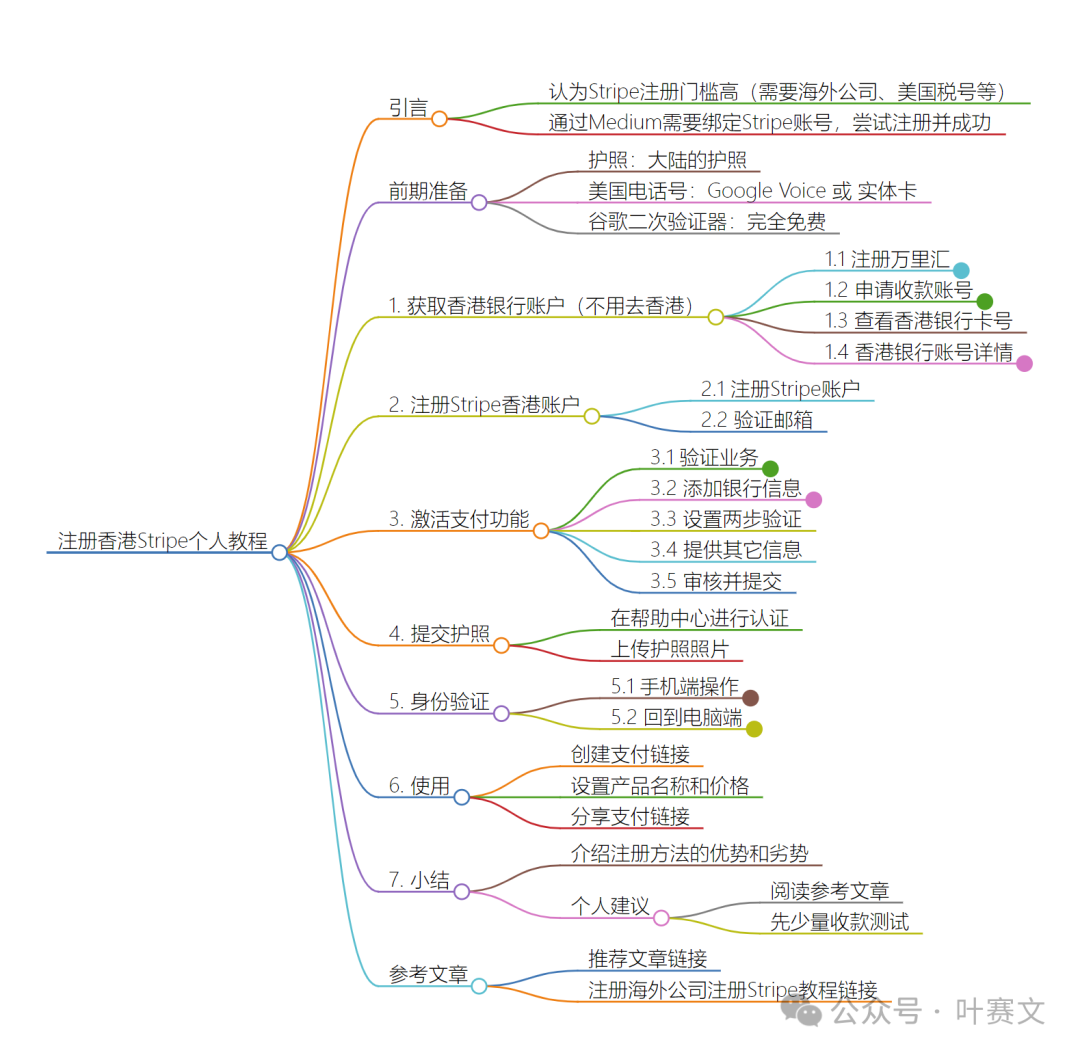 注册香港Stripe个人教程
引言
认为Stripe注册门槛高（需要海外公司、美国税号等）
通过Medium需要绑定Stripe账号，尝试注册并成功
前期准备
护照：大陆的护照
美国电话号：Google Voice 或 实体卡
谷歌二次验证器：完全免费
1. 获取香港银行账户（不用去香港）
1.1 注册万里汇
1.2 申请收款账号
1.3 查看香港银行卡号
1.4 香港银行账号详情
2. 注册Stripe香港账户
2.1 注册Stripe账户
2.2 验证邮箱
3. 激活支付功能
3.1 验证业务
3.2 添加银行信息
3.3 设置两步验证
3.4 提供其它信息
3.5 审核并提交
4. 提交护照
在帮助中心进行认证
上传护照照片
5. 身份验证
5.1 手机端操作
5.2 回到电脑端
6. 使用
创建支付链接
设置产品名称和价格
分享支付链接
7. 小结
介绍注册方法的优势和劣势
个人建议
阅读参考文章
先少量收款测试
参考文章
推荐文章链接
注册海外公司注册Stripe教程链接
公众号 · 叶赛文